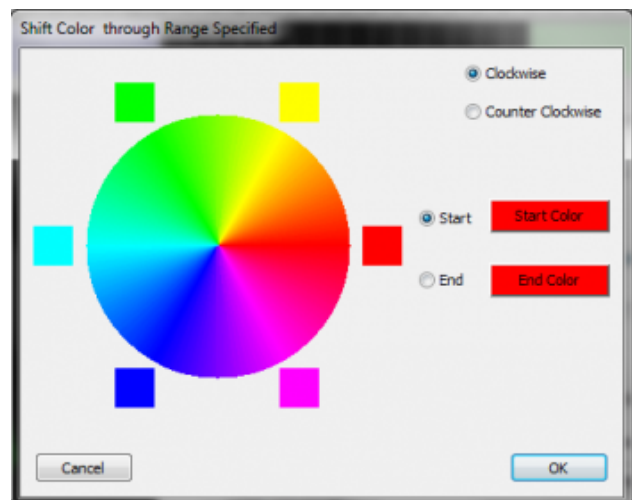 Shift Color through Range Specified
Clockwise
Counter Clockwise
Start
Start Color
End
End Color
Cancel
OK